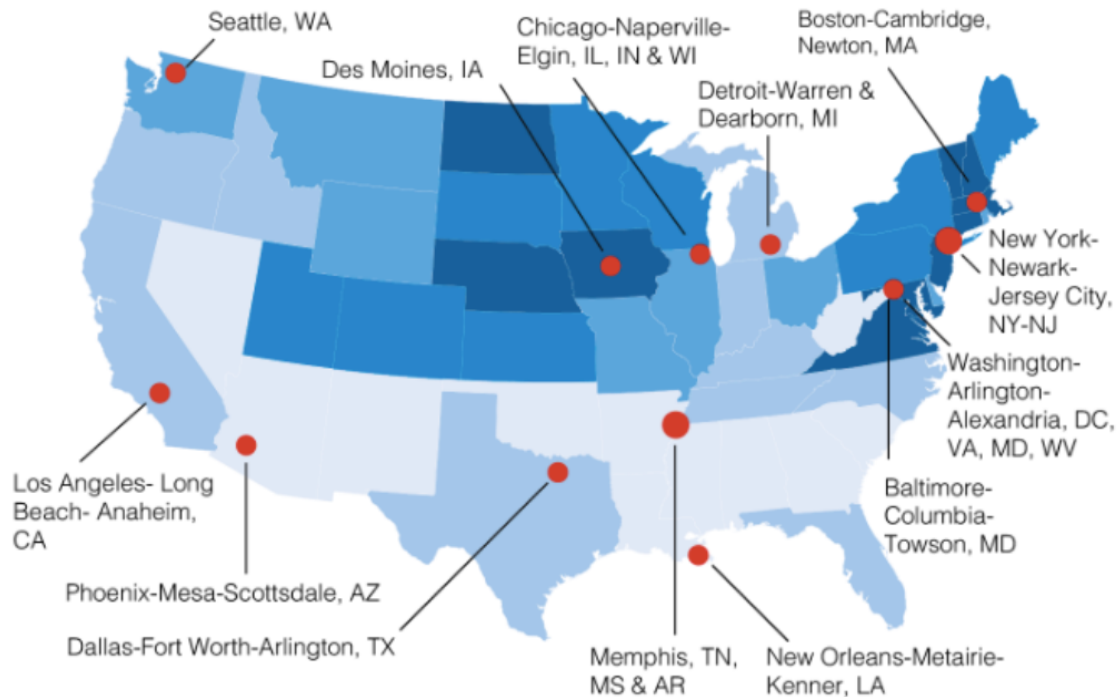 Seattle, WA
Des Moines, IA
Chicago-Naperville-
Elgin, IL, IN & WI
Detroit-Warren &
Dearborn, MI
Boston-Cambridge,
Newton, MA
New York-
Newark-
Jersey City,
NY-NJ
Washington-
Arlington-
Alexandria, DC,
VA, MD, WV
Baltimore-
Columbia-
Towson, MD
Los Angeles- Long
Beach- Anaheim,
CA
Phoenix-Mesa-Scottsdale, AZ
Dallas-Fort Worth-Arlington, TX
Memphis, TN,
MS & AR
New Orleans-Metairie-
Kenner, LA